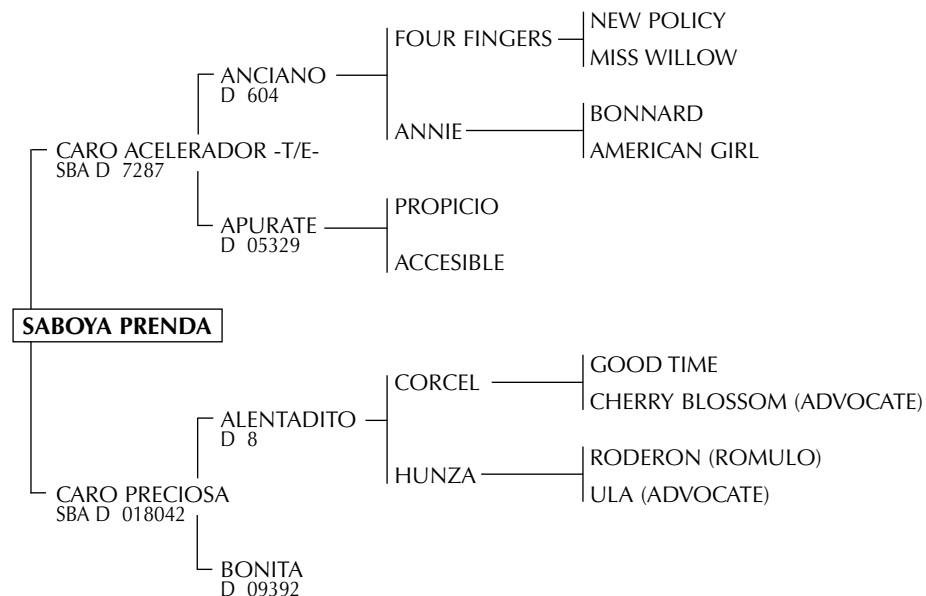 NEW POLICY
FOUR FINGERS
MISS WILLOW
ANCIANO
D 604
BONNARD
ANNIE
AMERICAN GIRL
CARO ACELERADOR -T/E-
SBA D 7287
PROPICIO
APURATE
D 05329
ACCESIBLE
SABOYA PRENDA
GOOD TIME
CORCEL
CHERRY BLOSSOM (ADVOCATE)
ALENTADITO
D 8
RODERON (ROMULO)
HUNZA
ULA (ADVOCATE)
CARO PRECIOSA
SBA D 018042
BONITA
D 09392